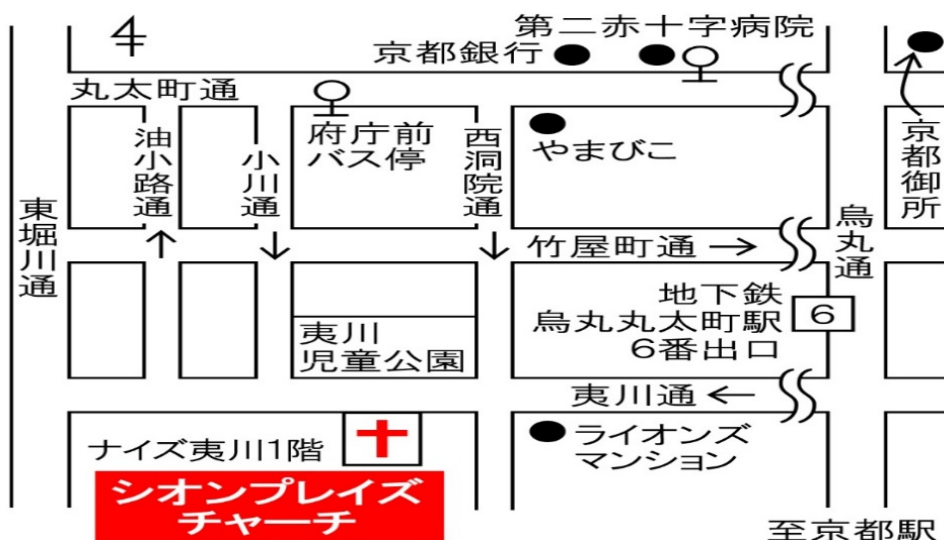 第二赤十字病院
京都銀行
丸太町通
府庁前
バス停
やまびこ
油小路通
小川通
西洞院通
京都御所
東堀川通
烏丸通
竹屋町通
地下鉄
烏丸丸太町駅
6番出口
6
夷川
児童公園
夷川通
ナイズ夷川1階
ライオンズ
マンション
シオンプレイズ
チャーチ
至京都駅